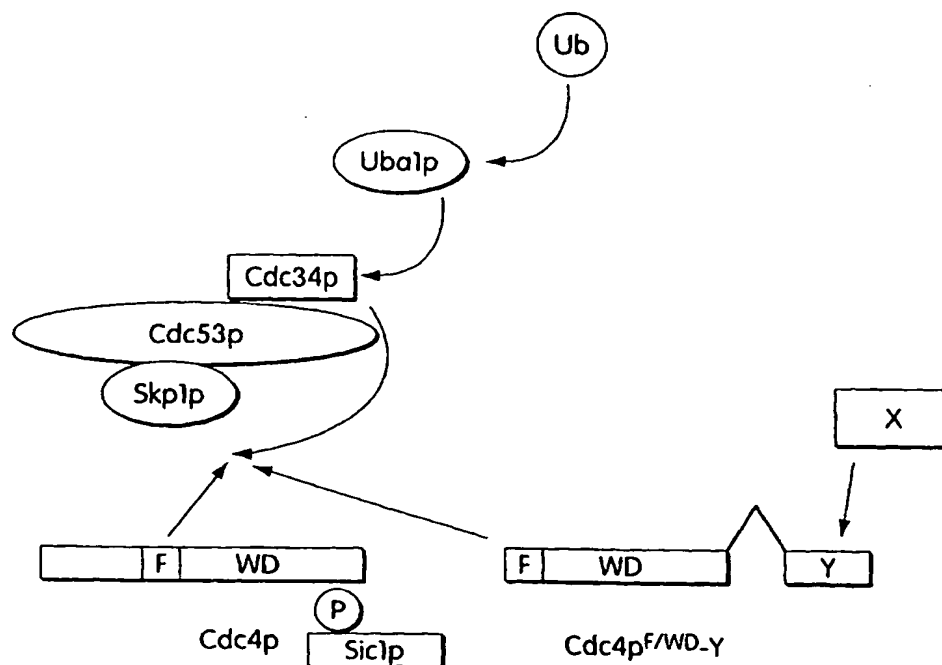 Ub
Uba1p
Cdc34p
Cdc53p
Skp1p
X
F WD
F WD Y
P
Cdc4p
Sic1p
Cdc4pF/WD-Y